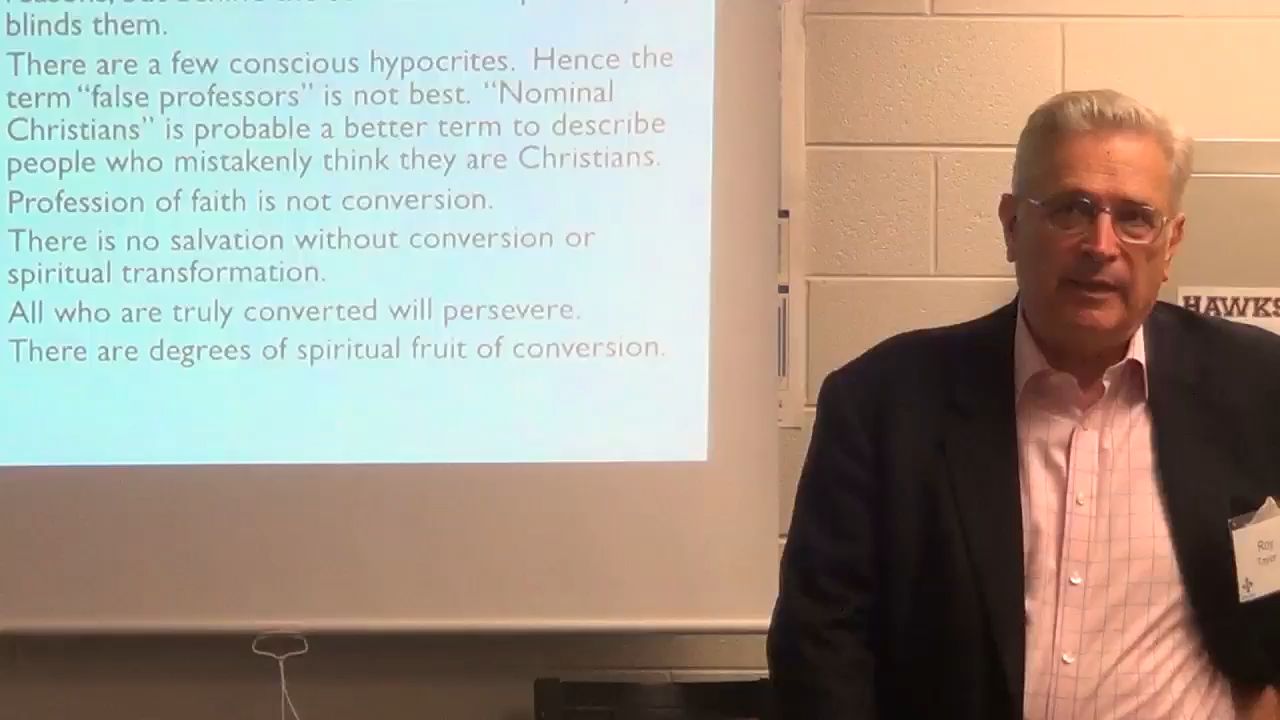 blinds them.
There are a few conscious hypocrites. Hence the
term “false professors” is not best. “Nominal
Christians” is probable a better term to describe
people who mistakenly think they are Christians.
Profession of faith is not conversion.
There is no salvation without conversion or
spiritual transformation.
All who are truly converted will persevere.
There are degrees of spiritual fruit of conversion.
HAWKS
Roy
Taylor